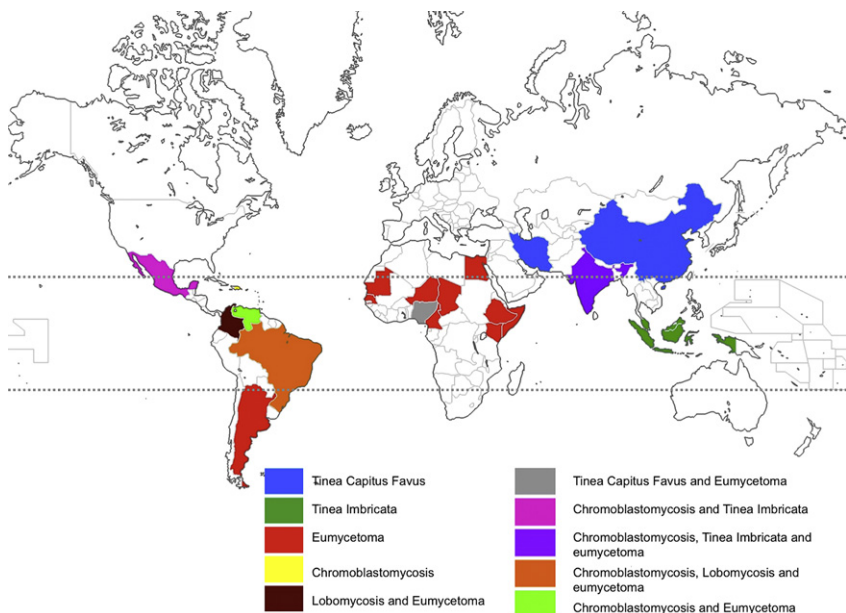 Tinea Capitus Favus
Tinea Imbricata
Eumycetoma
Chromoblastomycosis
Lobomycosis and Eumycetoma
Tinea Capitus Favus and Eumycetoma
Chromoblastomycosis and Tinea Imbricata
Chromoblastomycosis, Tinea Imbricata and
eumycetoma
Chromoblastomycosis, Lobomycosis and
eumycetoma
Chromoblastomycosis and Eumycetoma